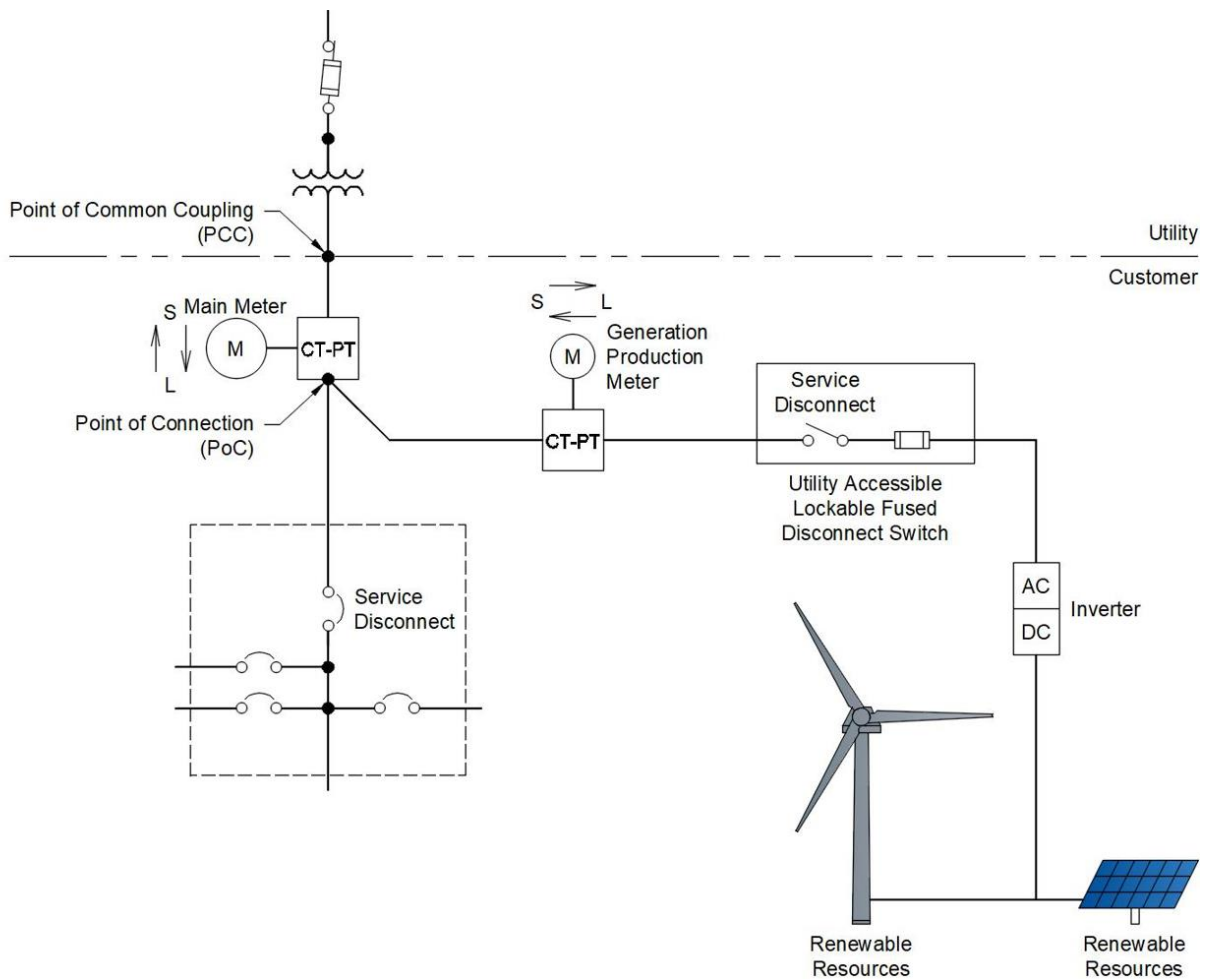 Point of Common Coupling
(PCC)
Utility
Customer
S
Main Meter
M
CT-PT
L
S
L
Generation
Production
Meter
M
CT-PT
Point of Connection
(PoC)
Service
Disconnect
Utility Accessible
Lockable Fused
Disconnect Switch
Service
Disconnect
AC
DC
Inverter
Renewable
Resources
Renewable
Resources